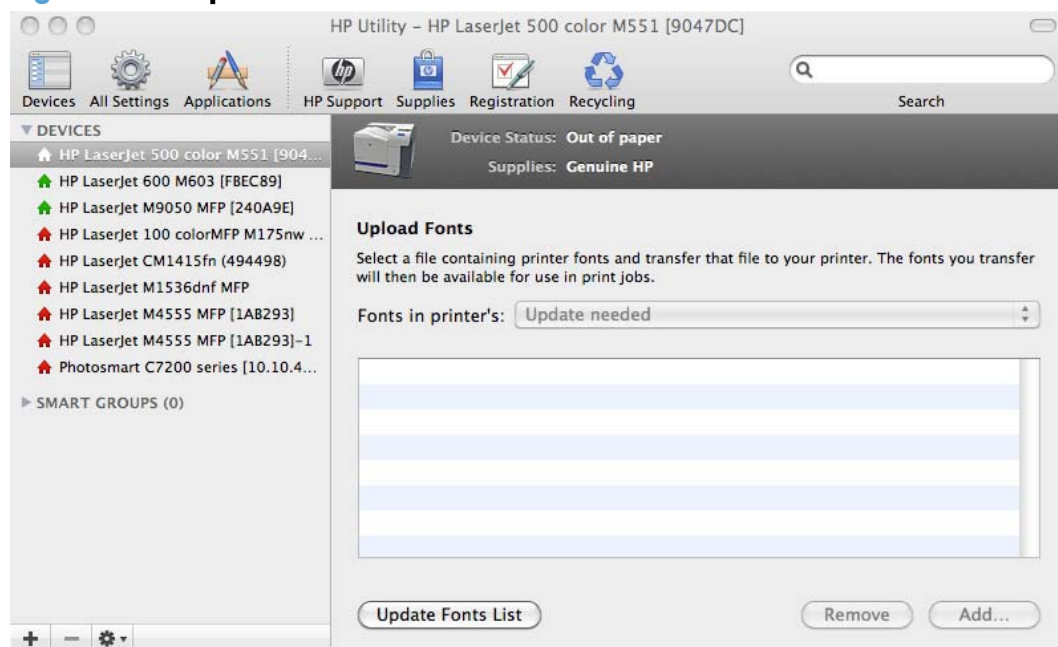 HP Utility – HP LaserJet 500 color M551 [9047DC]
Devices All Settings Applications HP Support Supplies Registration Recycling Search
DEVICES
HP LaserJet 500 color M551 [904...
HP LaserJet 600 M603 [FBEC89]
HP LaserJet M9050 MFP [240A9E]
HP LaserJet 100 colorMFP M175nw ...
HP LaserJet CM1415fn (494498)
HP LaserJet M1536dnf MFP
HP LaserJet M4555 MFP [1AB293]
HP LaserJet M4555 MFP [1AB293]-1
Photosmart C7200 series [10.10.4...
SMART GROUPS (0)
Device Status: Out of paper
Supplies: Genuine HP
Upload Fonts
Select a file containing printer fonts and transfer that file to your printer. The fonts you transfer
will then be available for use in print jobs.
Fonts in printer's: Update needed
Update Fonts List Remove Add...